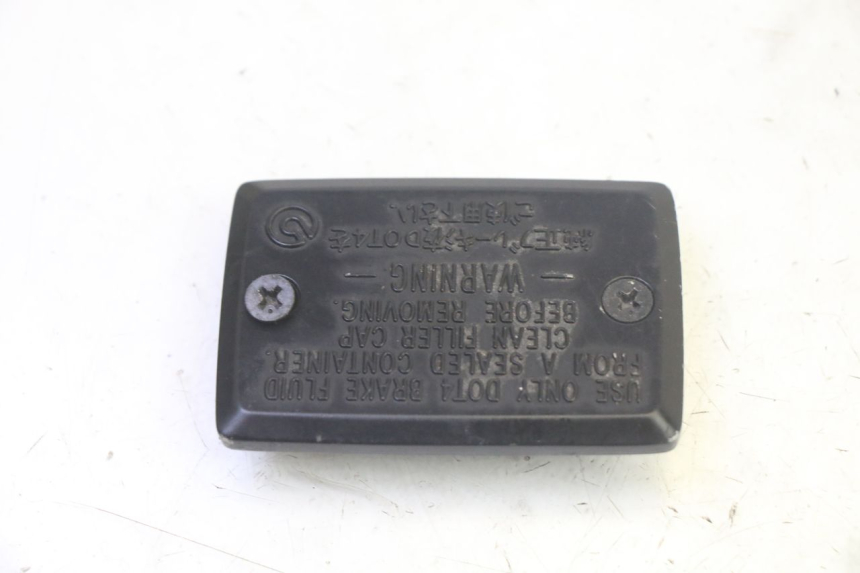 USE ONLY DOT4 BRAKE FLUID
FROM A SEALED CONTAINER.
CLEAN FILLER CAP
BEFORE REMOVING.
— WARNING —
純正ブレーキ液DOT4を
ご使用下さい。